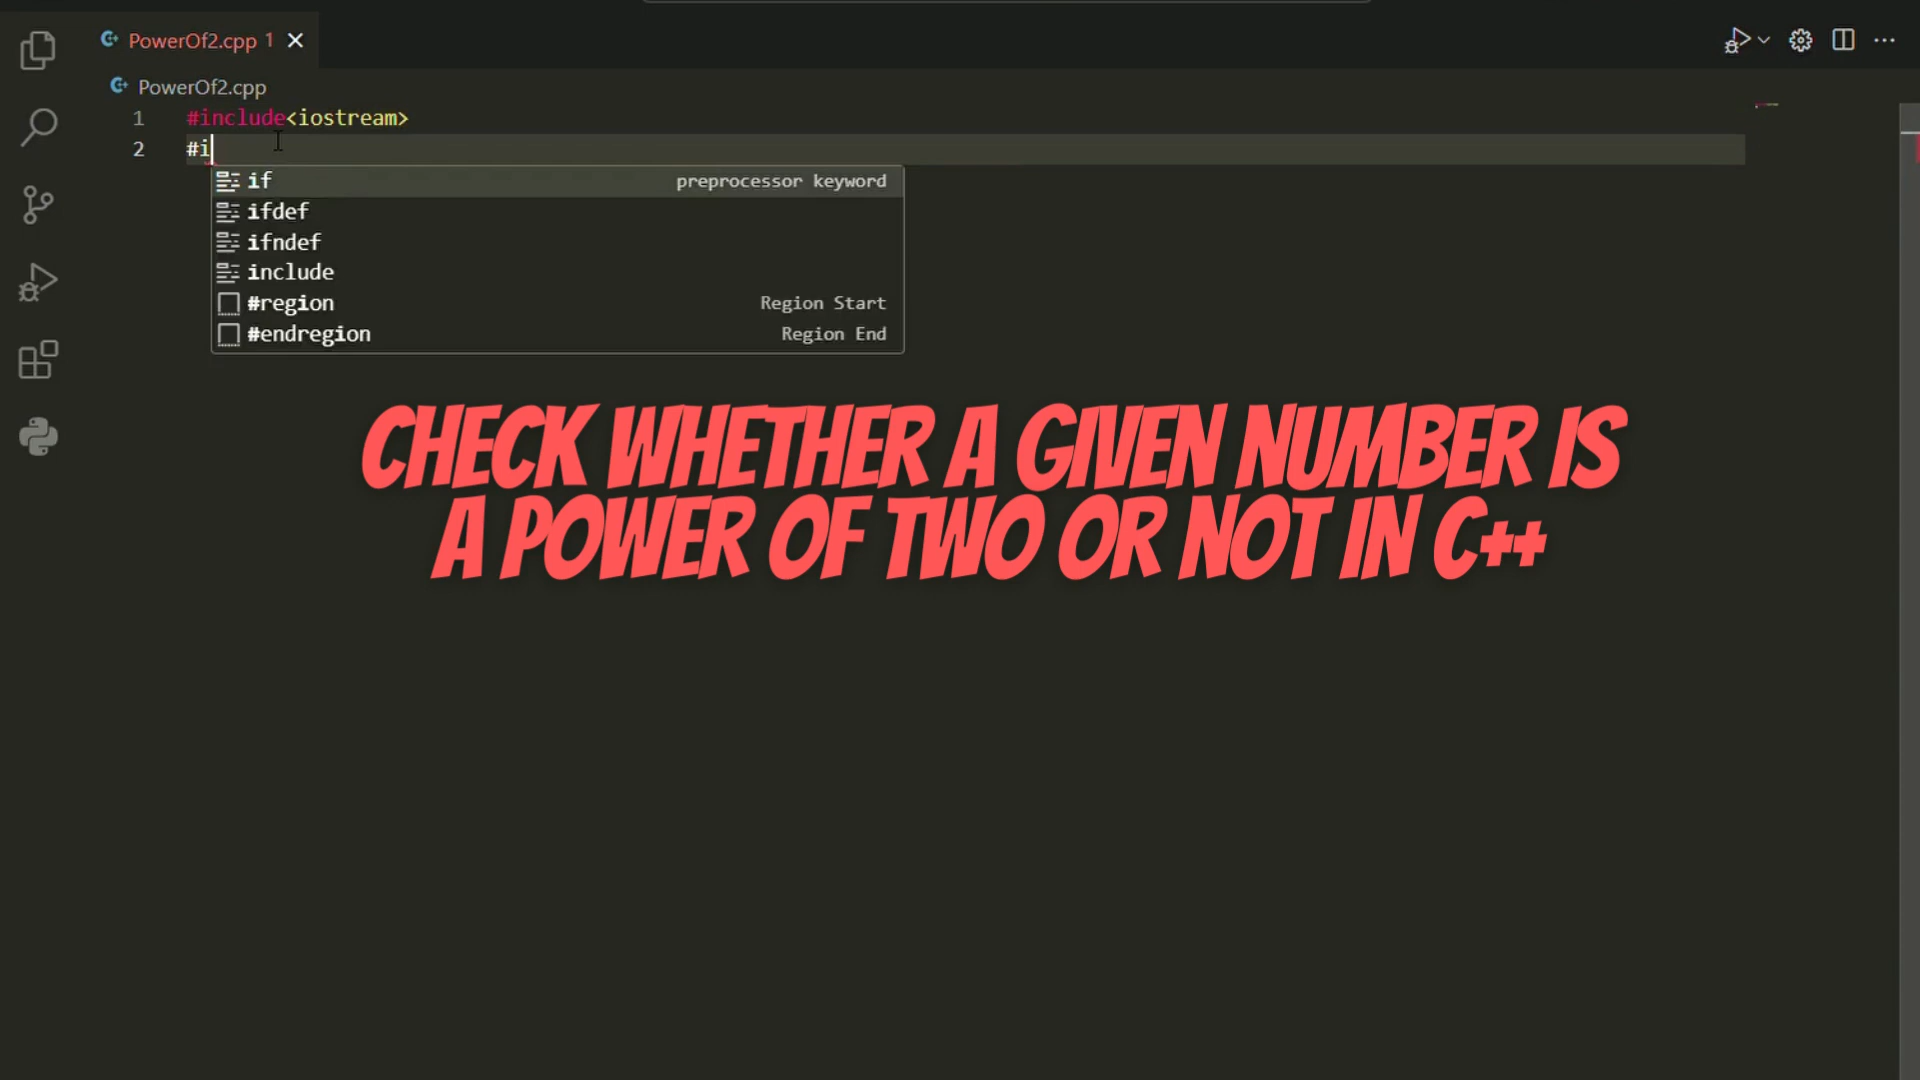 PowerOf2.cpp 1
PowerOf2.cpp
1 #include<iostream>
2 #i
if preprocessor keyword
ifdef
ifndef
include
#region Region Start
#endregion Region End
CHECK WHETHER A GIVEN NUMBER IS
A POWER OF TWO OR NOT IN C++